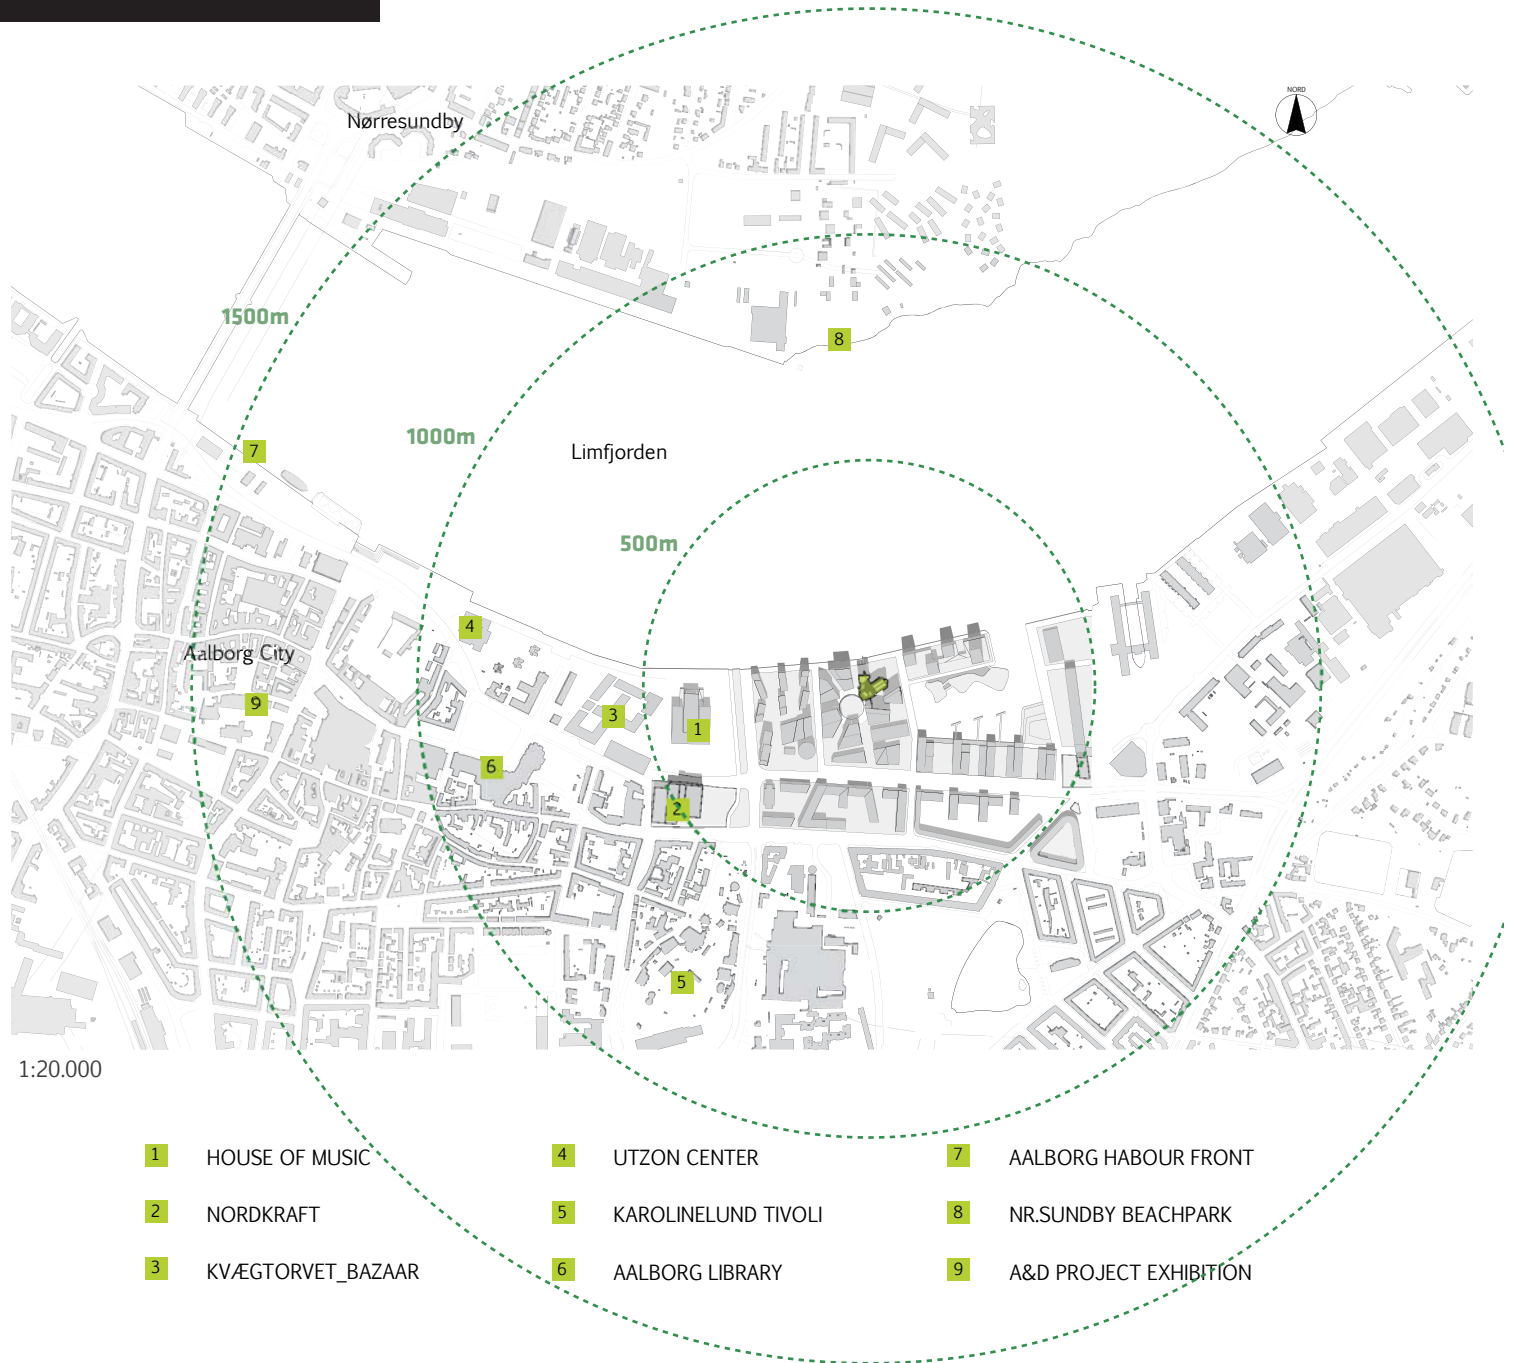 NORD
Nørresundby
1500m
8
1000m
7
Limfjorden
500m
4
Aalborg City
9
3
1
6
2
5
1:20.000
1 HOUSE OF MUSIC
2 NORDKRAFT
3 KVÆGTORVET_BAZAAR
4 UTZON CENTER
5 KAROLINELUND TIVOLI
6 AALBORG LIBRARY
7 AALBORG HABOUR FRONT
8 NR.SUNDBY BEACHPARK
9 A&D PROJECT EXHIBITION